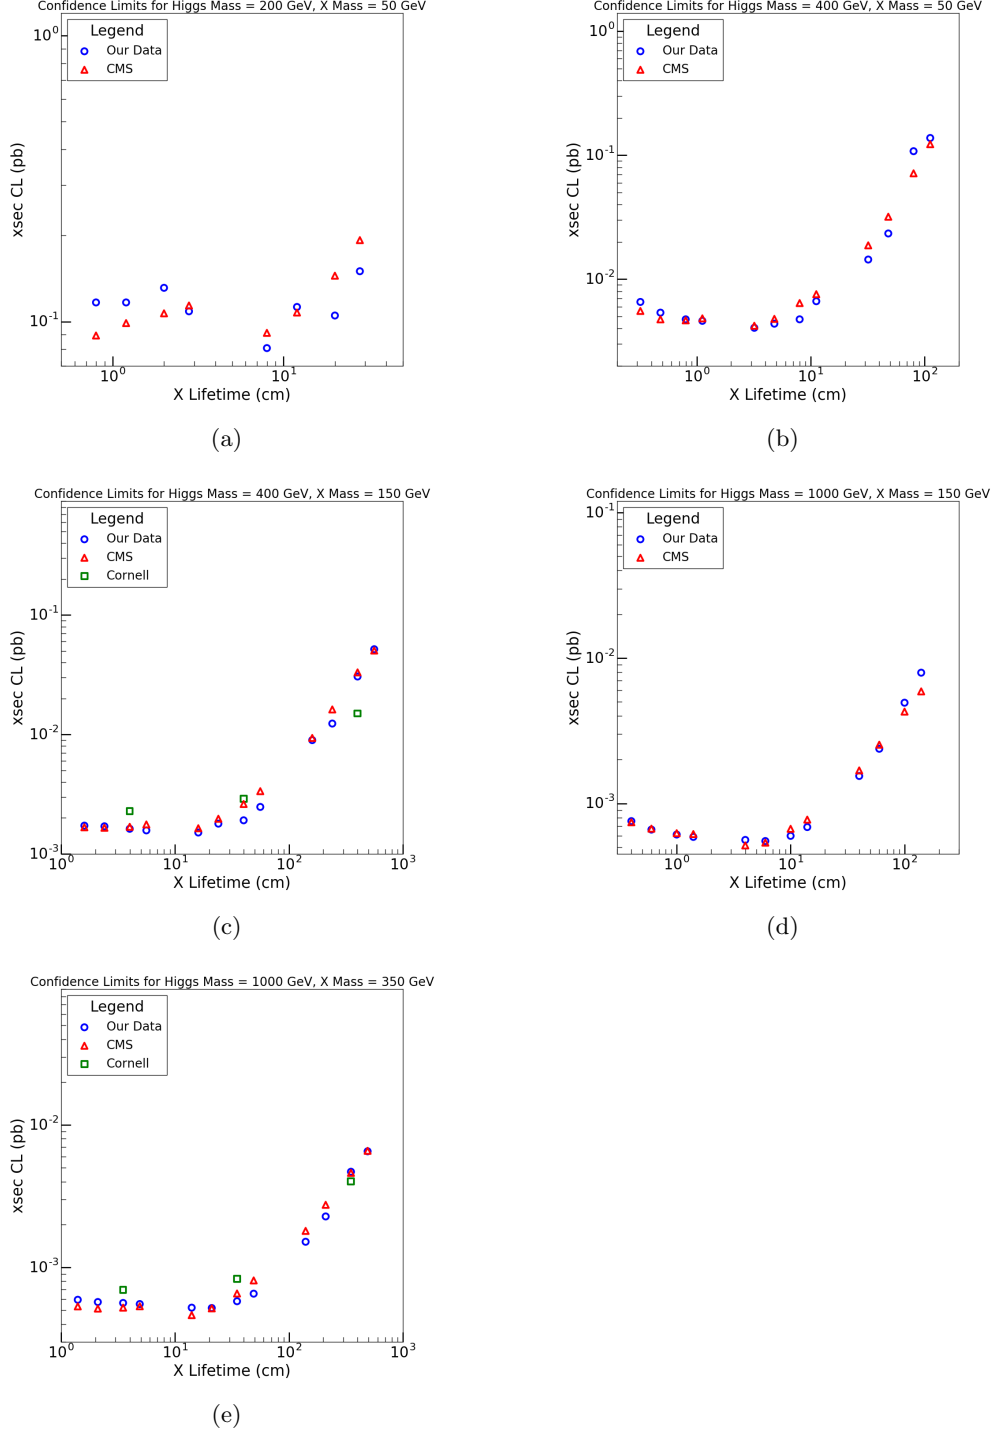 Confidence Limits for Higgs Mass = 200 GeV, X Mass = 50 GeV
Legend
Our Data
CMS
10^0
10^-1
xsec CL (pb)
10^0
10^1
X Lifetime (cm)
(a)
Confidence Limits for Higgs Mass = 400 GeV, X Mass = 50 GeV
Legend
Our Data
CMS
10^0
10^-1
10^-2
xsec CL (pb)
10^0
10^1
10^2
X Lifetime (cm)
(b)
Confidence Limits for Higgs Mass = 400 GeV, X Mass = 150 GeV
Legend
Our Data
CMS
Cornell
10^-1
10^-2
10^-3
xsec CL (pb)
10^0
10^1
10^2
10^3
X Lifetime (cm)
(c)
Confidence Limits for Higgs Mass = 1000 GeV, X Mass = 150 GeV
Legend
Our Data
CMS
10^-1
10^-2
10^-3
xsec CL (pb)
10^0
10^1
10^2
X Lifetime (cm)
(d)
Confidence Limits for Higgs Mass = 1000 GeV, X Mass = 350 GeV
Legend
Our Data
CMS
Cornell
10^-2
10^-3
xsec CL (pb)
10^0
10^1
10^2
10^3
X Lifetime (cm)
(e)